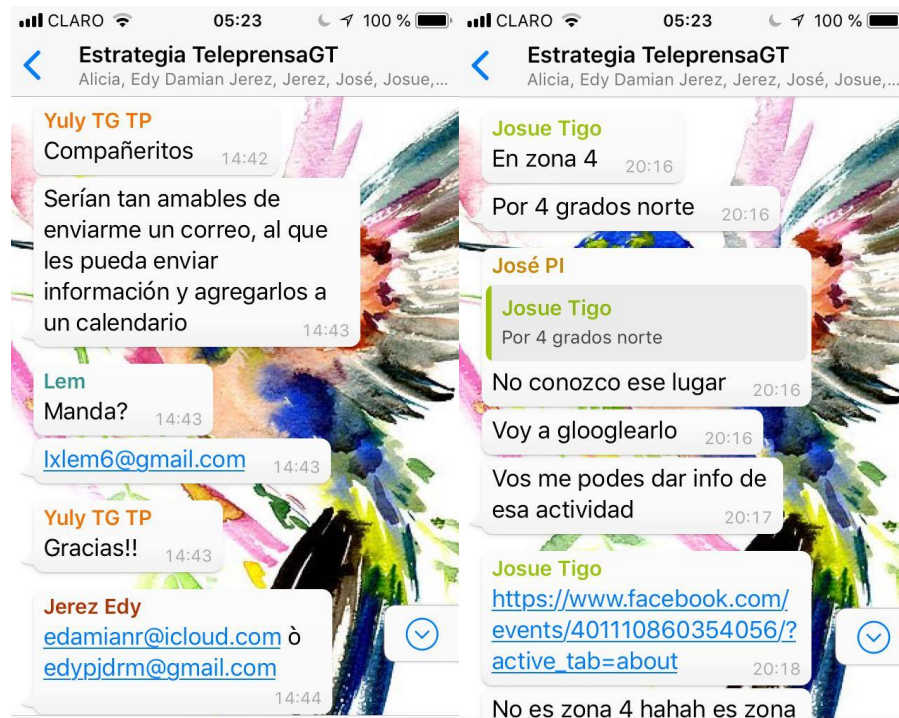 CLARO 05:23 100 %
Estrategia TeleprensaGT
Alicia, Edy Damian Jerez, Jerez, José, Josue,...
Yuly TG TP
Compañeritos 14:42
Serían tan amables de
enviarme un correo, al que
les pueda enviar
información y agregarlos a
un calendario 14:43
Lem
Manda? 14:43
lxlem6@gmail.com 14:43
Yuly TG TP
Gracias!! 14:43
Jerez Edy
edamianr@icloud.com ò
edypjdrm@gmail.com
14:44
CLARO 05:23 100 %
Estrategia TeleprensaGT
Alicia, Edy Damian Jerez, Jerez, José, Josue,...
Josue Tigo
En zona 4 20:16
Por 4 grados norte 20:16
José PI
Josue Tigo
Por 4 grados norte
No conozco ese lugar 20:16
Voy a glooglearlo 20:16
Vos me podes dar info de
esa actividad 20:17
Josue Tigo
https://www.facebook.com/
events/401110860354056/?
active_tab=about 20:18
No es zona 4 hahah es zona